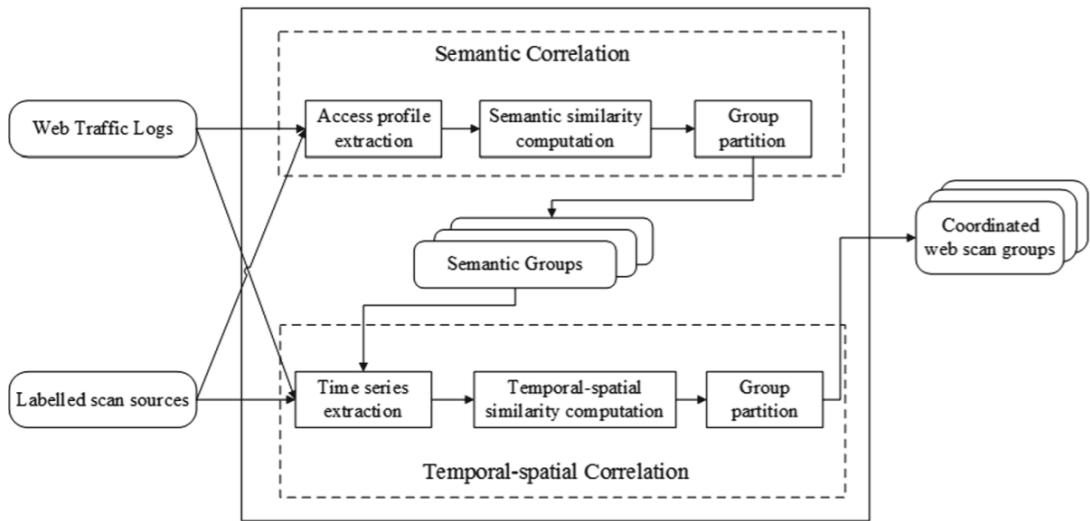 Semantic Correlation
Web Traffic Logs
Access profile
extraction
Semantic similarity
computation
Group
partition
Semantic Groups
Coordinated
web scan groups
Labelled scan sources
Time series
extraction
Temporal-spatial
similarity computation
Group
partition
Temporal-spatial Correlation